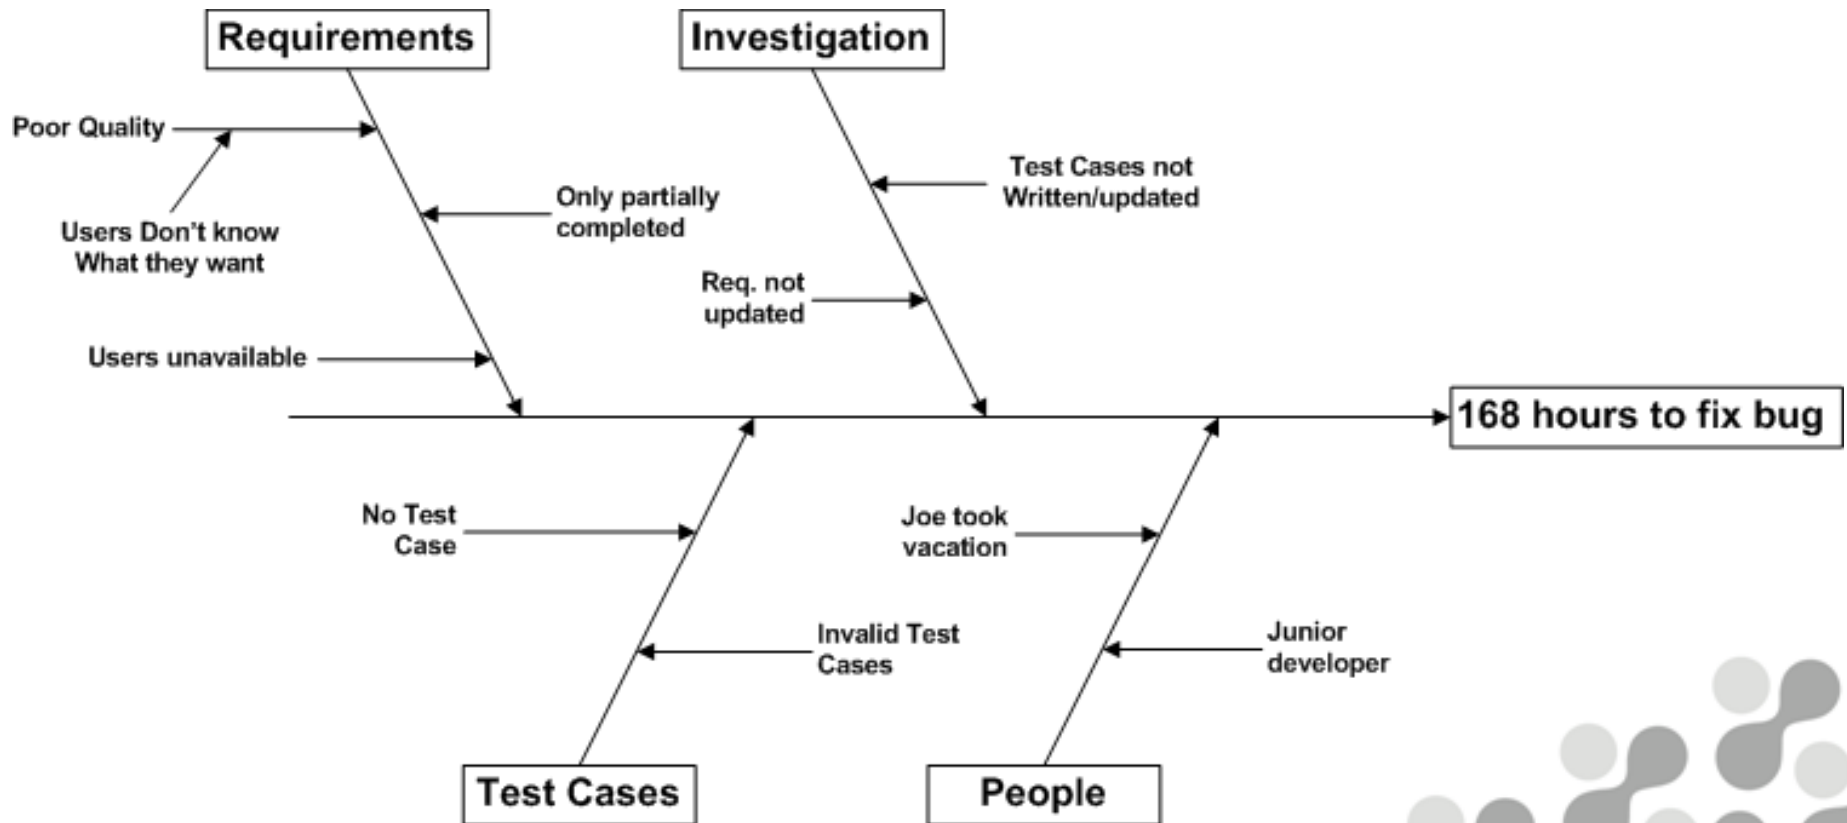 Requirements
Investigation
Poor Quality
Users Don't know
What they want
Only partially
completed
Users unavailable
Test Cases not
Written/updated
Req. not
updated
168 hours to fix bug
No Test
Case
Invalid Test
Cases
Joe took
vacation
Junior
developer
Test Cases
People